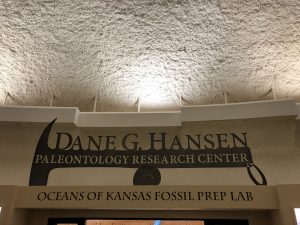 DANE G. HANSEN
PALEONTOLOGY RESEARCH CENTER
OCEANS OF KANSAS FOSSIL PREP LAB